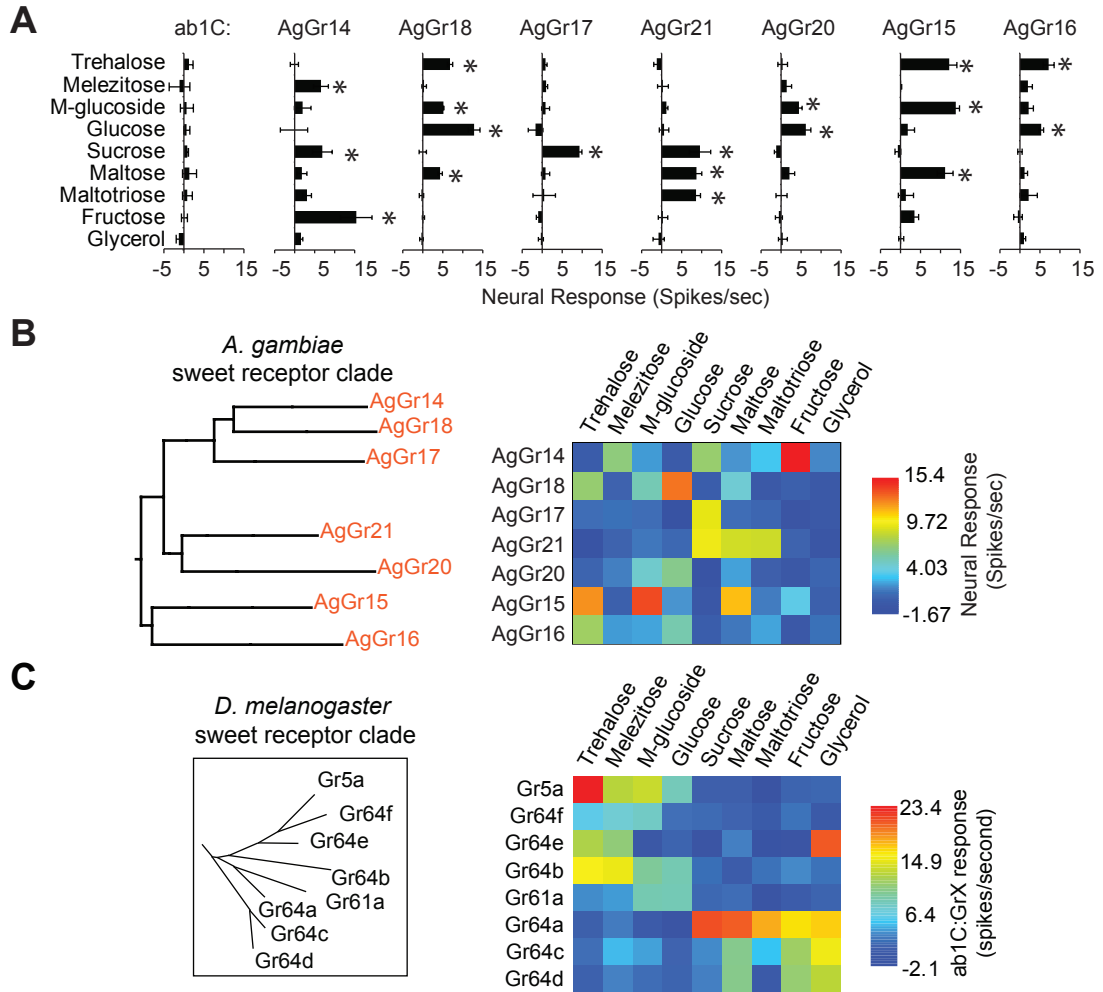 A
ab1C: AgGr14 AgGr18 AgGr17 AgGr21 AgGr20 AgGr15 AgGr16
Trehalose * * *
Melezitose *
M-glucoside * * *
Glucose * * *
Sucrose * * *
Maltose * * *
Maltotriose *
Fructose *
Glycerol
-5 5 15 -5 5 15 -5 5 15 -5 5 15 -5 5 15 -5 5 15 -5 5 15 -5 5 15
Neural Response (Spikes/sec)
B
A. gambiae
sweet receptor clade
AgGr14
AgGr18
AgGr17
AgGr21
AgGr20
AgGr15
AgGr16
Trehalose
Melezitose
M-glucoside
Glucose
Sucrose
Maltose
Maltotriose
Fructose
Glycerol
AgGr14
AgGr18
AgGr17
AgGr21
AgGr20
AgGr15
AgGr16
15.4
9.72
4.03
-1.67
Neural Response
(Spikes/sec)
C
D. melanogaster
sweet receptor clade
Gr5a
Gr64f
Gr64e
Gr64b
Gr61a
Gr64a
Gr64c
Gr64d
Trehalose
Melezitose
M-glucoside
Glucose
Sucrose
Maltose
Maltotriose
Fructose
Glycerol
Gr5a
Gr64f
Gr64e
Gr64b
Gr61a
Gr64a
Gr64c
Gr64d
23.4
14.9
6.4
-2.1
ab1C:GrX response
(spikes/second)